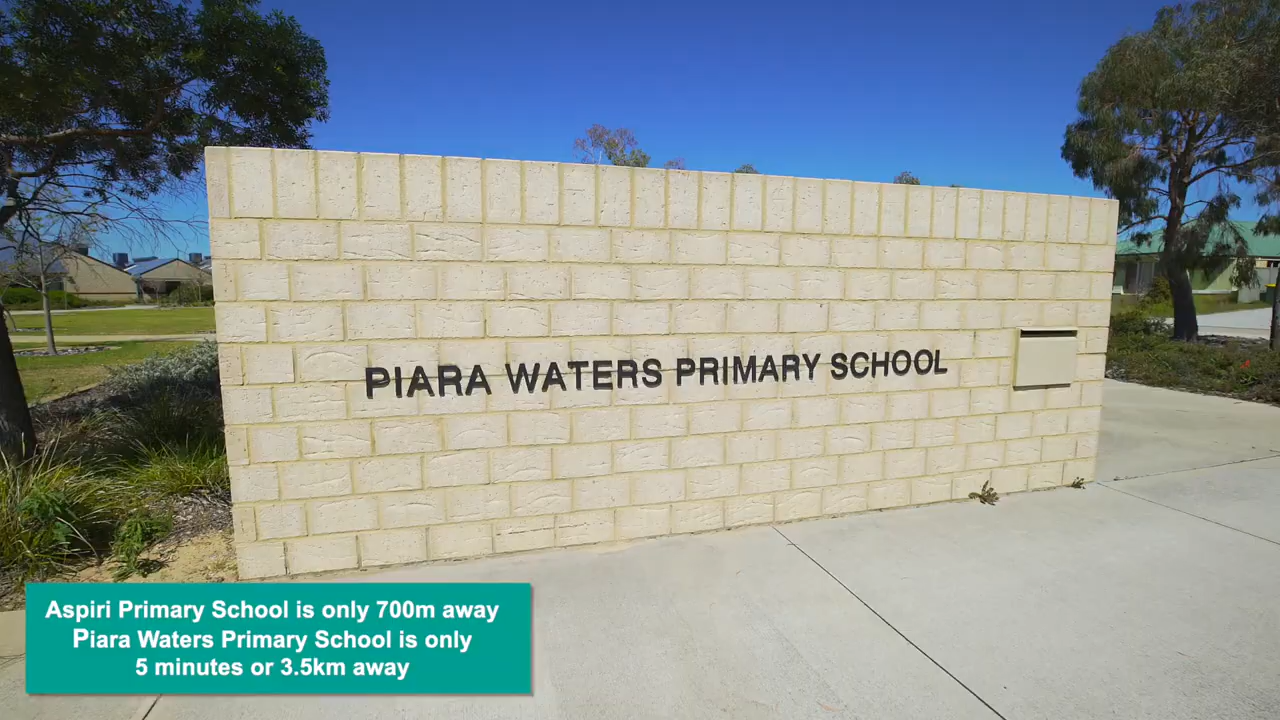 PIARA WATERS PRIMARY SCHOOL
Aspiri Primary School is only 700m away
Piara Waters Primary School is only
5 minutes or 3.5km away